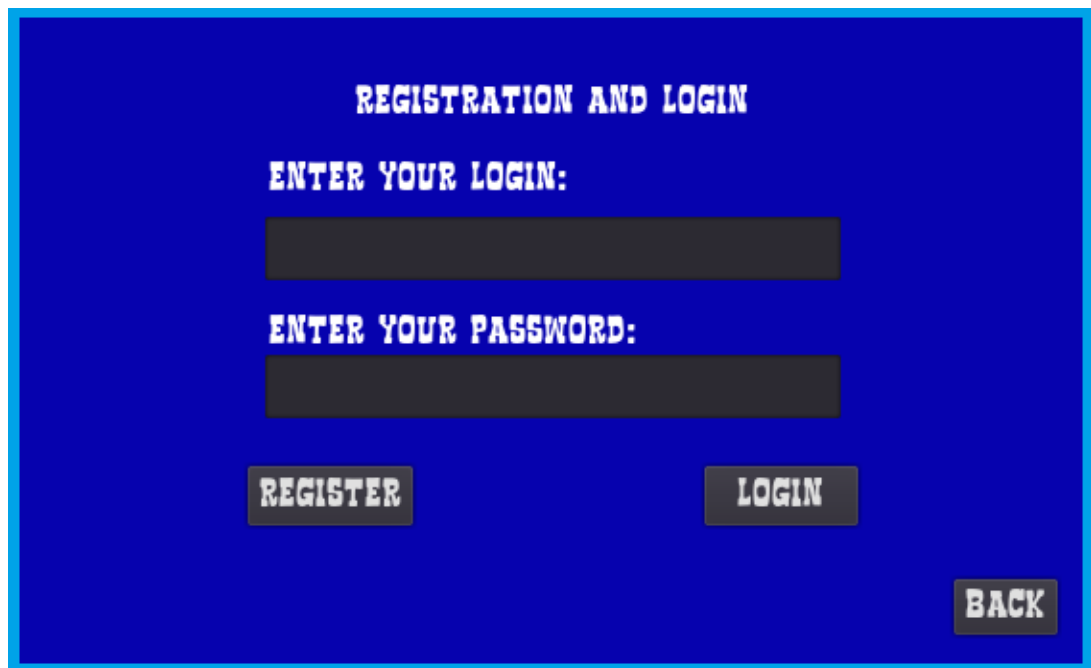 REGISTRATION AND LOGIN
ENTER YOUR LOGIN:
ENTER YOUR PASSWORD:
REGISTER LOGIN
BACK